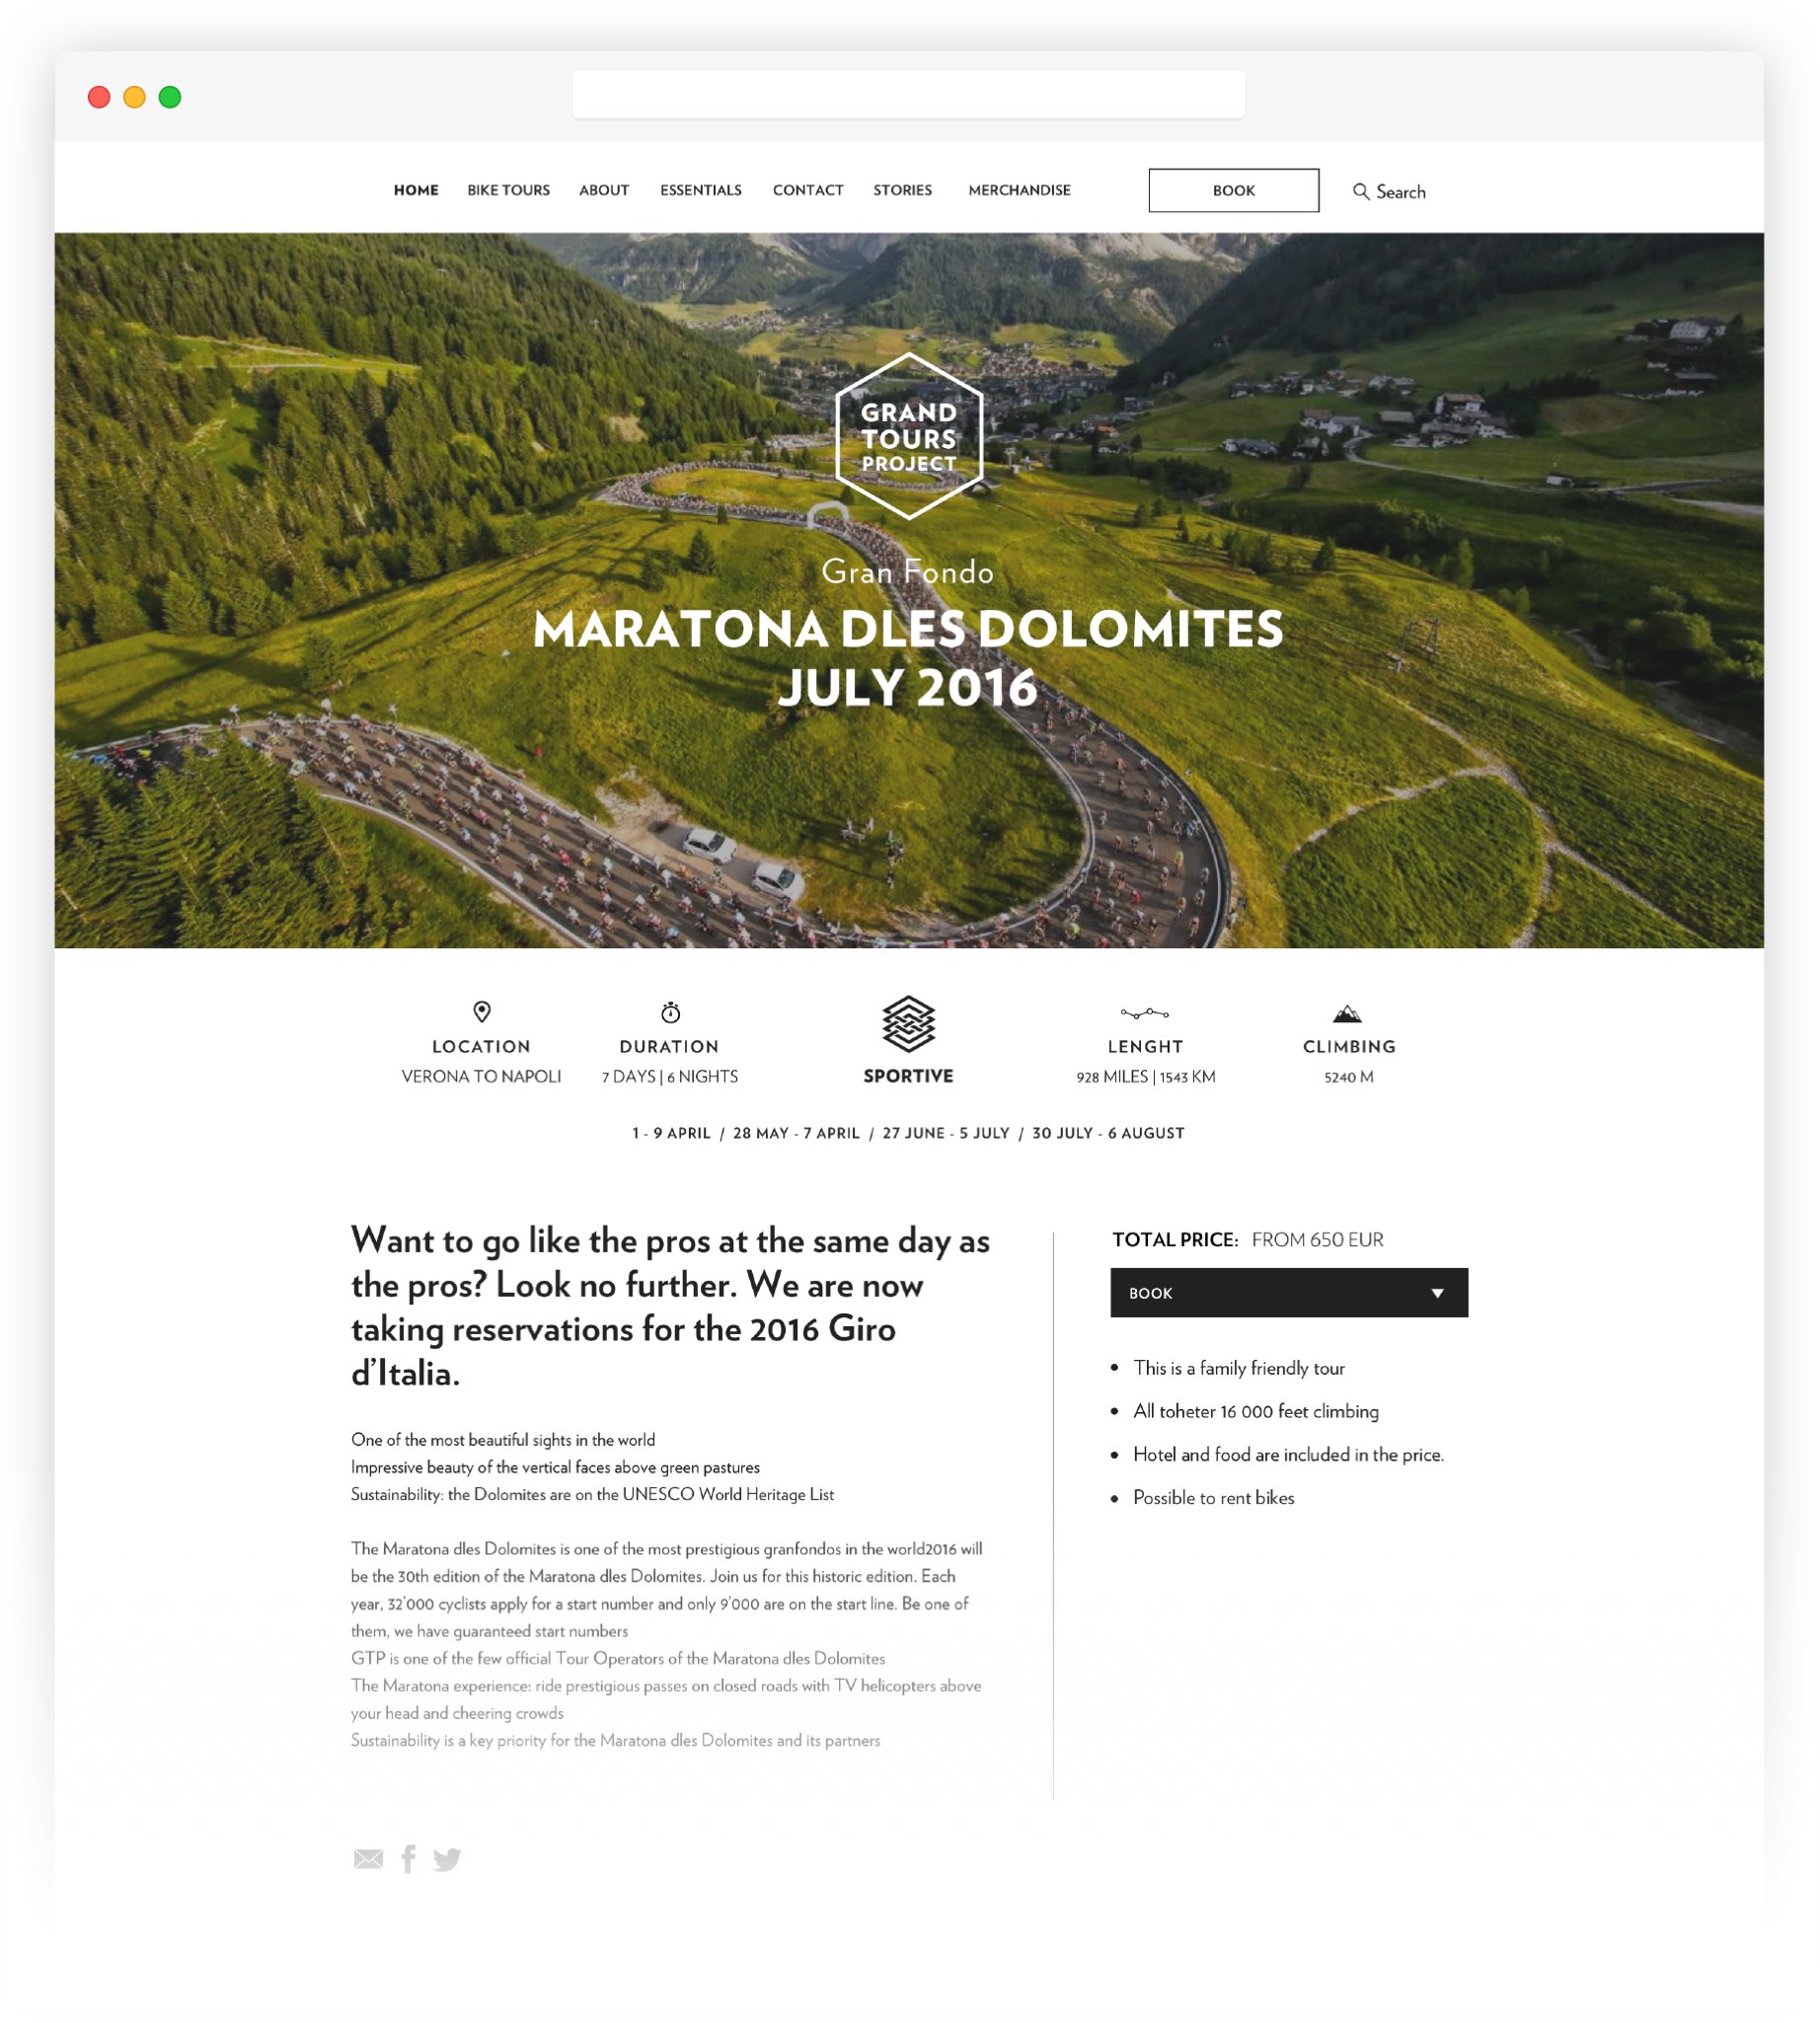 HOME BIKE TOURS ABOUT ESSENTIALS CONTACT STORIES MERCHANDISE BOOK Search
GRAND
TOURS
PROJECT
Gran Fondo
MARATONA DLES DOLOMITES
JULY 2016
LOCATION
VERONA TO NAPOLI
DURATION
7 DAYS | 6 NIGHTS
SPORTIVE
LENGHT
928 MILES | 1543 KM
CLIMBING
5240 M
1 - 9 APRIL / 28 MAY - 7 APRIL / 27 JUNE - 5 JULY / 30 JULY - 6 AUGUST
Want to go like the pros at the same day as
the pros? Look no further. We are now
taking reservations for the 2016 Giro
d’Italia.
One of the most beautiful sights in the world
Impressive beauty of the vertical faces above green pastures
Sustainability: the Dolomites are on the UNESCO World Heritage List
The Maratona dles Dolomites is one of the most prestigious granfondos in the world2016 will
be the 30th edition of the Maratona dles Dolomites. Join us for this historic edition. Each
year, 32’000 cyclists apply for a start number and only 9’000 are on the start line. Be one of
them, we have guaranteed start numbers
GTP is one of the few official Tour Operators of the Maratona dles Dolomites
The Maratona experience: ride prestigious passes on closed roads with TV helicopters above
your head and cheering crowds
Sustainability is a key priority for the Maratona dles Dolomites and its partners
TOTAL PRICE: FROM 650 EUR
BOOK
• This is a family friendly tour
• All toheter 16 000 feet climbing
• Hotel and food are included in the price.
• Possible to rent bikes